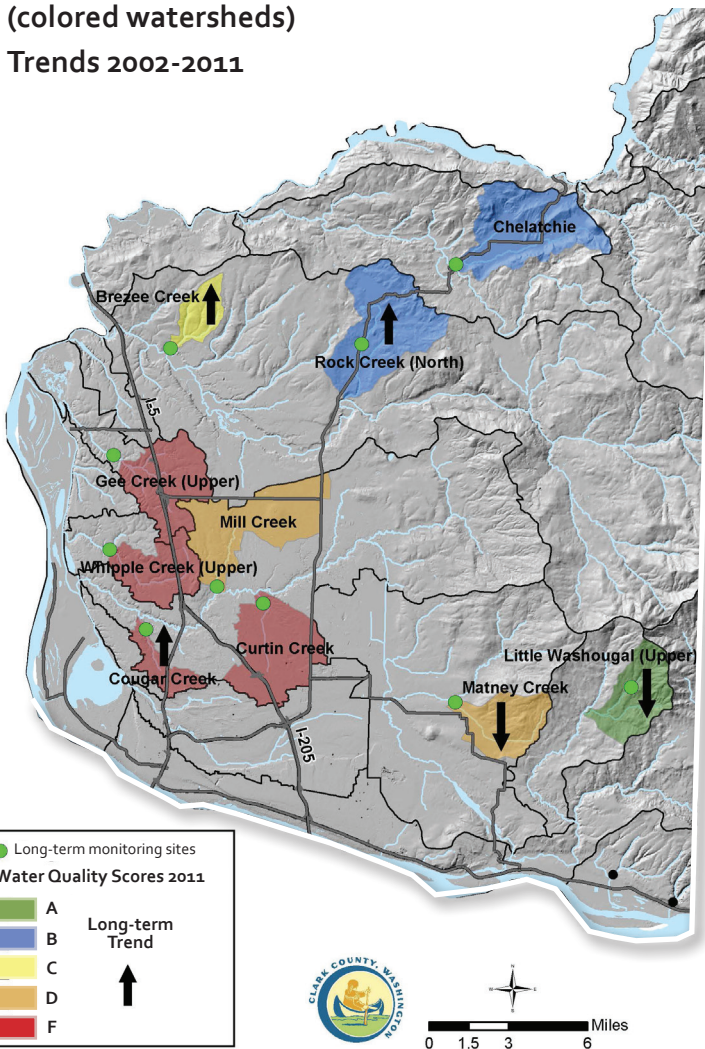 (colored watersheds)
Trends 2002-2011
Chelatchie
Brezee Creek
Rock Creek (North)
I-5
Gee Creek (Upper)
Mill Creek
Whipple Creek (Upper)
Curtin Creek
Cougar Creek
Little Washougal (Upper)
Matney Creek
I-205
Long-term monitoring sites
Water Quality Scores 2011
A
B
C
D
F
Long-term
Trend
CLARK COUNTY, WASHINGTON
N
W
E
S
Miles
0 1.5 3 6